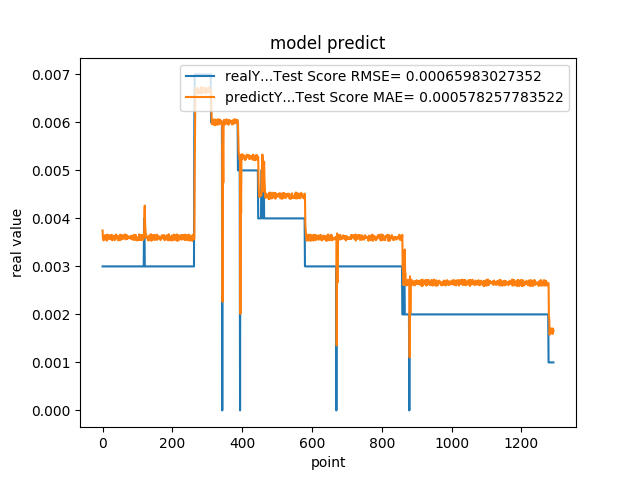 model predict
realY...Test Score RMSE= 0.00065983027352
predictY...Test Score MAE= 0.000578257783522
real value
0.007
0.006
0.005
0.004
0.003
0.002
0.001
0.000
0 200 400 600 800 1000 1200
point